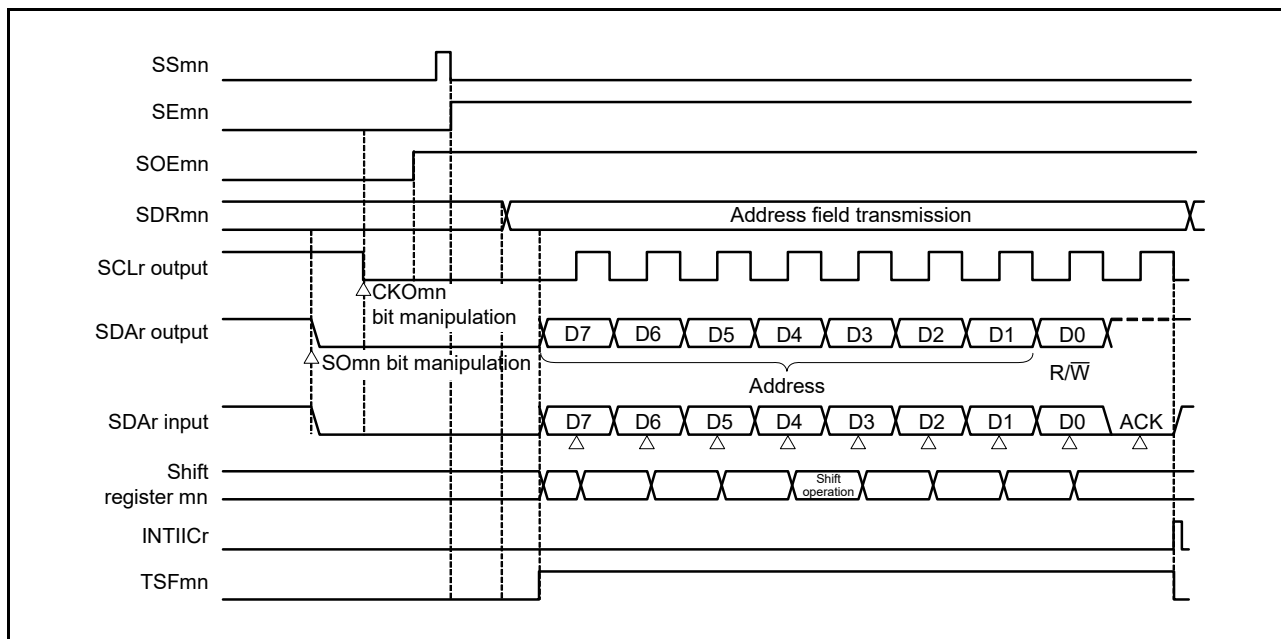 SSmn
SEmn
SOEmn
SDRmn
Address field transmission
SCLr output
CKOmn
bit manipulation
SDAr output
D7 D6 D5 D4 D3 D2 D1 D0
SOmn bit manipulation
Address
R/W
SDAr input
D7 D6 D5 D4 D3 D2 D1 D0 ACK
Shift
register mn
Shift
operation
INTIICr
TSFmn